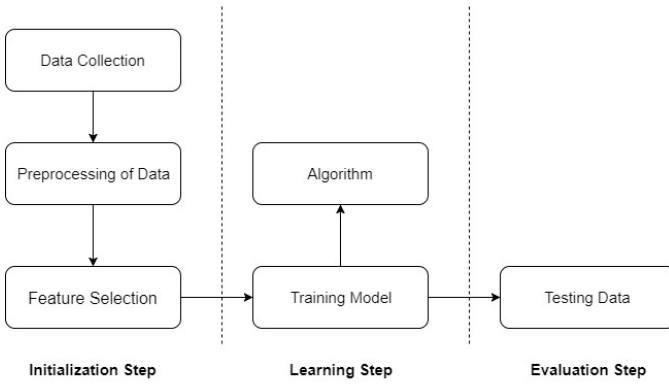 Data Collection
Preprocessing of Data
Algorithm
Feature Selection
Training Model
Testing Data
Initialization Step
Learning Step
Evaluation Step